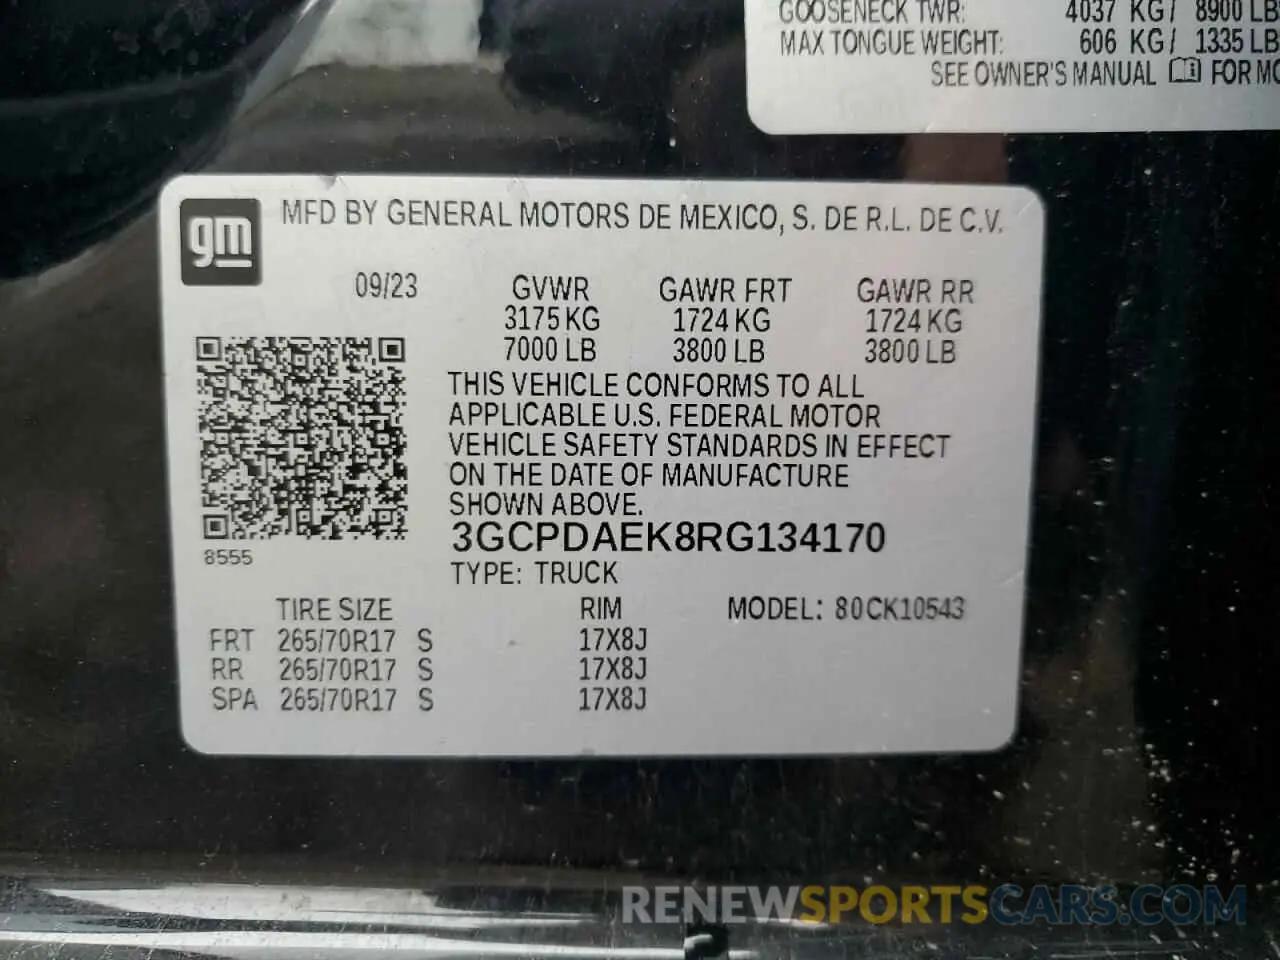 GOOSENECK TWR: 4037 KG/ 8900 LB
MAX TONGUE WEIGHT: 606 KG/ 1335 LB
SEE OWNER'S MANUAL FOR
gm
MFD BY GENERAL MOTORS DE MEXICO, S. DE R.L. DE C.V.
09/23 GVWR GAWR FRT GAWR RR
3175 KG 1724 KG 1724 KG
7000 LB 3800 LB 3800 LB
THIS VEHICLE CONFORMS TO ALL
APPLICABLE U.S. FEDERAL MOTOR
VEHICLE SAFETY STANDARDS IN EFFECT
ON THE DATE OF MANUFACTURE
SHOWN ABOVE.
3GCPDAEK8RG134170
8555
TYPE: TRUCK
TIRE SIZE RIM MODEL: 80CK10543
FRT 265/70R17 S 17X8J
RR 265/70R17 S 17X8J
SPA 265/70R17 S 17X8J
RENEWSPORTSCARS.COM